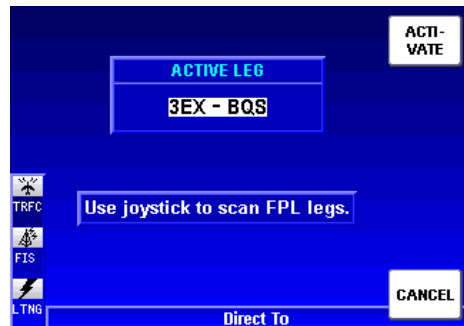 ACTI-
VATE
ACTIVE LEG
3EX - BQS
TRFC
Use joystick to scan FPL legs.
FIS
LTNG
CANCEL
Direct To